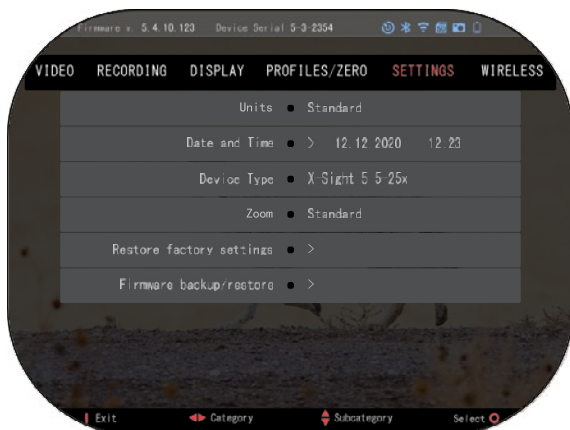 Firmware v. 5.4.10.123 Device Serial 5-3-2354
VIDEO RECORDING DISPLAY PROFILES/ZERO SETTINGS WIRELESS
Units Standard
Date and Time > 12.12 2020 12.23
Device Type X-Sight 5 5-25x
Zoom Standard
Restore factory settings >
Firmware backup/restore >
Exit Category Subcategory Select